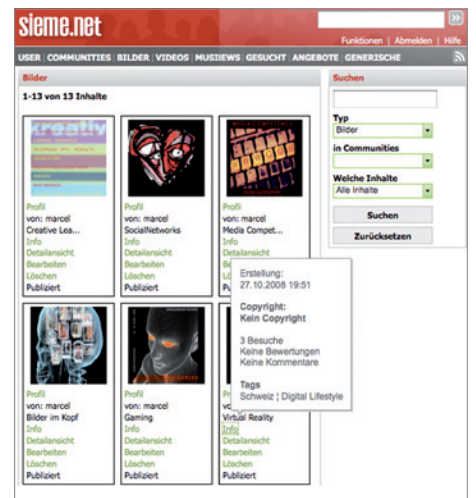 sieme.net
Funktionen | Abmelden | Hilfe
USER | COMMUNITIES | BILDER | VIDEOS | MUSIIEWS | GESUCHT | ANGEBOTE | GENERISCHE
Bilder
1-13 von 13 Inhalte
kreativ
Profil
von: marcel
Creative Lea...
Info
Detailansicht
Bearbeiten
Löschen
Publiziert
Profil
von: marcel
SocialNetworks
Info
Detailansicht
Bearbeiten
Löschen
Publiziert
Profil
von: marcel
Media Compet...
Info
Detailansicht
Bearbeiten
Profil
von: marcel
Bilder im Kopf
Info
Detailansicht
Bearbeiten
Löschen
Publiziert
Profil
von: marcel
Gaming
Info
Detailansicht
Bearbeiten
Löschen
Publiziert
Virtual Reality
Info
Detailansicht
Bearbeiten
Löschen
Publiziert
Erstellung:
27.10.2008 19:51
Copyright:
Kein Copyright
3 Besuche
Keine Bewertungen
Keine Kommentare
Tags
Schweiz ¦ Digital Lifestyle
Suchen
Typ
Bilder
in Communities
Welche Inhalte
Alle Inhalte
Suchen
Zurücksetzen